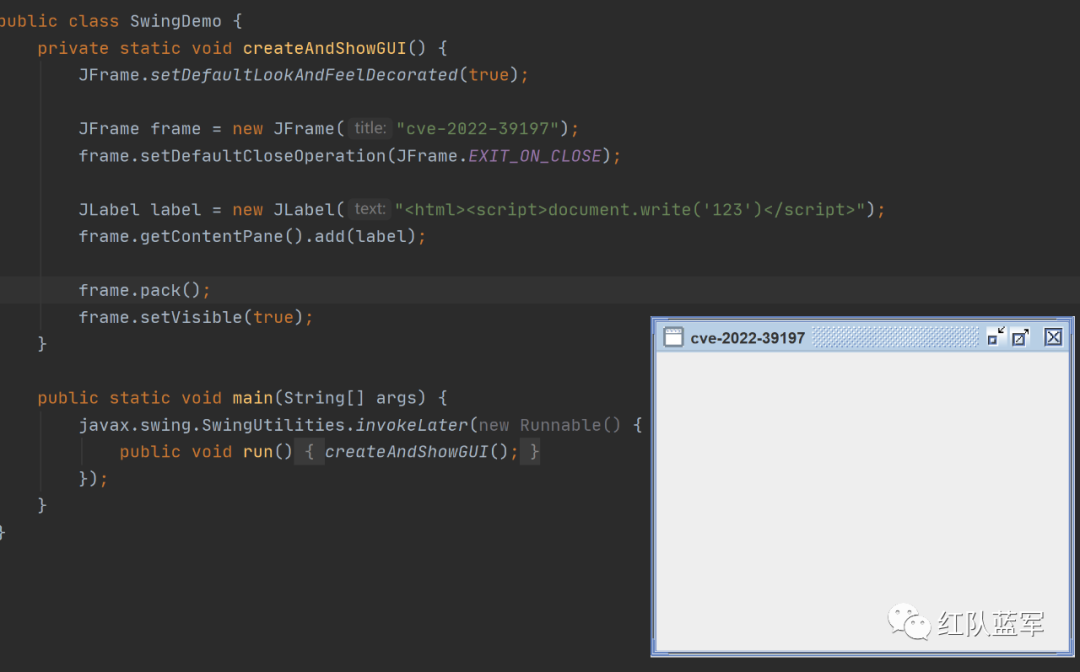 public class SwingDemo {
private static void createAndShowGUI() {
JFrame.setDefaultLookAndFeelDecorated(true);
JFrame frame = new JFrame( title: "cve-2022-39197");
frame.setDefaultCloseOperation(JFrame.EXIT_ON_CLOSE);
JLabel label = new JLabel( text: "<html><script>document.write('123')</script>");
frame.getContentPane().add(label);
frame.pack();
frame.setVisible(true);
}
public static void main(String[] args) {
javax.swing.SwingUtilities.invokeLater(new Runnable() {
public void run() { createAndShowGUI(); }
});
}
}
cve-2022-39197
红队蓝军